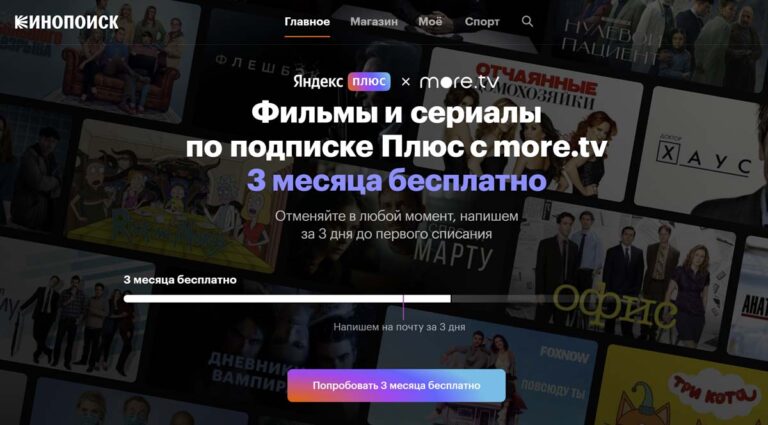 КИНОПОИСК
Главное Магазин Моё Спорт
НУЛЕВОЙ
ПАЦИЕНТ
ФЛЕШБЭК
ОТЧАЯННЫЕ
ДОМОХОЗЯЙКИ
Яндекс плюс × more.tv
Фильмы и сериалы
по подписке Плюс с more.tv
3 месяца бесплатно
ДОКТОР
ХАУС
Отменяйте в любой момент, напишем
за 3 дня до первого списания
МАРТУ
3 месяца бесплатно
ОФИС
Напишем на почту за 3 дня
ДНЕВНИКИ
ВАМПИРА
FOXNOW
ПОВСЮДУ ТЫ
ТРИ КОТА
Попробовать 3 месяца бесплатно